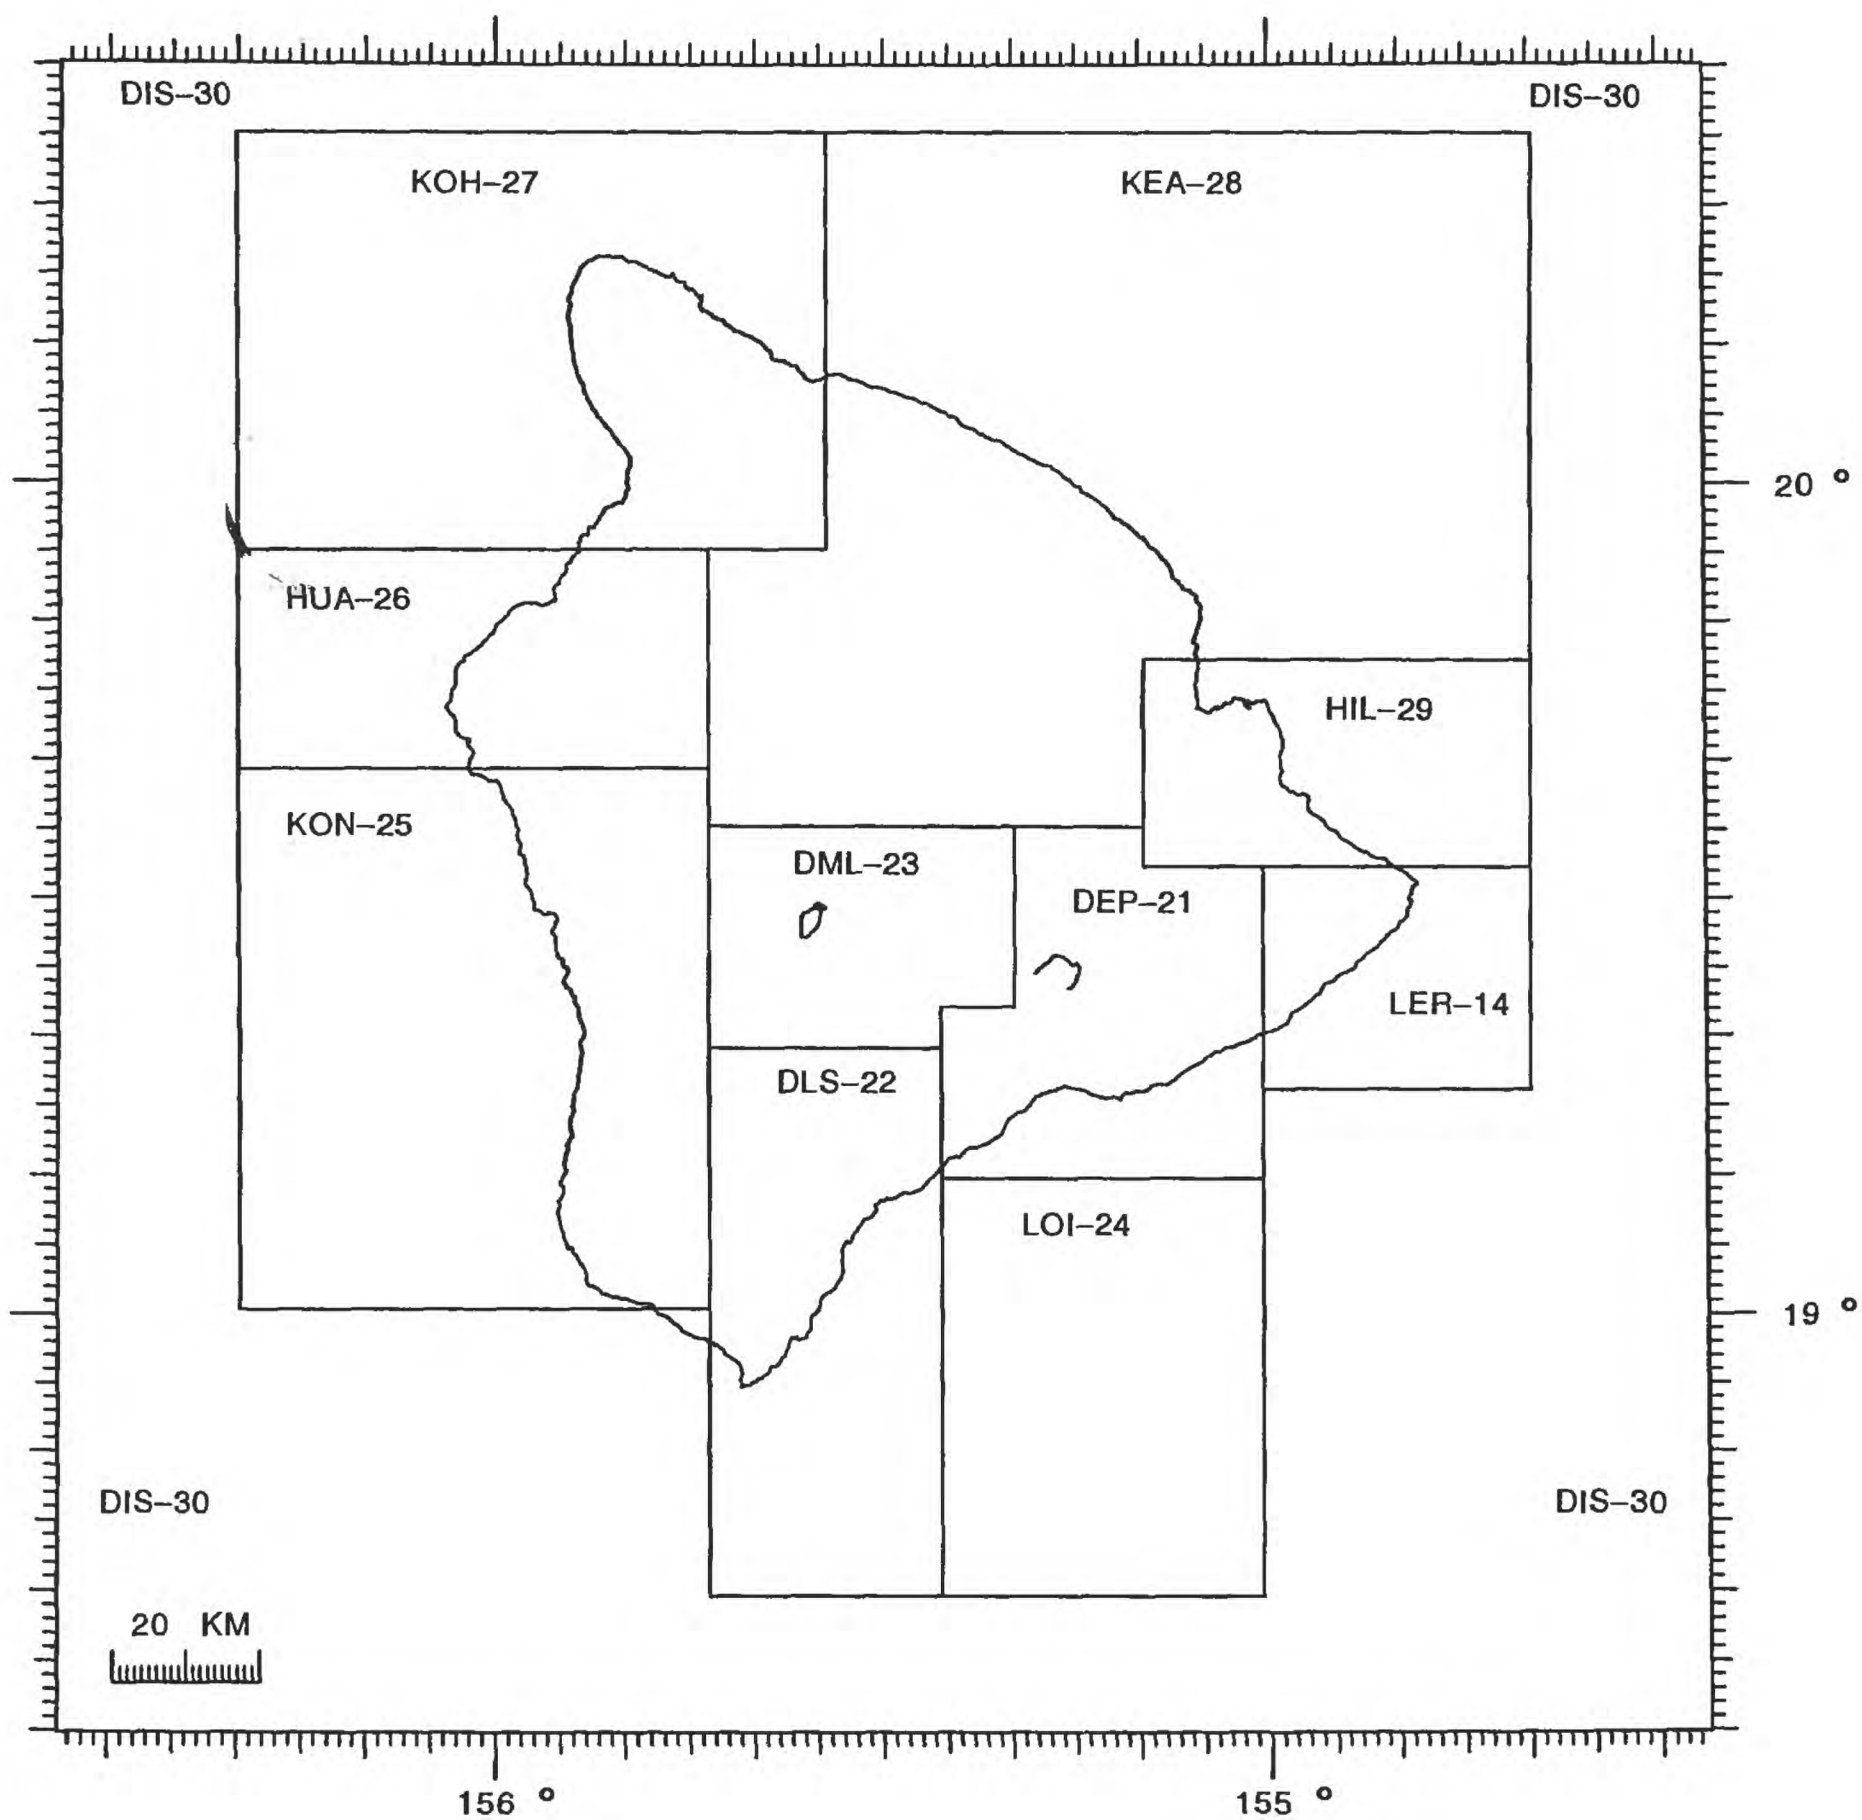 DIS–30 DIS–30
KOH–27 KEA–28
20 °
HUA–26
HIL–29
KON–25
DML–23
DEP–21
LER–14
DLS–22
LOI–24
19 °
DIS–30 DIS–30
20 KM
156 ° 155 °